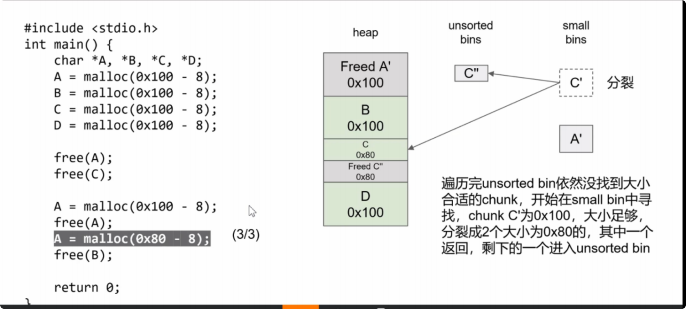 #include <stdio.h>
int main() {
char *A, *B, *C, *D;
A = malloc(0x100 - 8);
B = malloc(0x100 - 8);
C = malloc(0x100 - 8);
D = malloc(0x100 - 8);
free(A);
free(C);
A = malloc(0x100 - 8);
free(A);
A = malloc(0x80 - 8);
(3/3)
free(B);
return 0;
}
heap
Freed A'
0x100
B
0x100
C
0x80
Freed C"
0x80
D
0x100
unsorted
bins
C"
small
bins
C'
分裂
A'
遍历完unsorted bin依然没找到大小
合适的chunk，开始在small bin中寻
找，chunk C'为0x100，大小足够，
分裂成2个大小为0x80的，其中一个
返回，剩下的一个进入unsorted bin